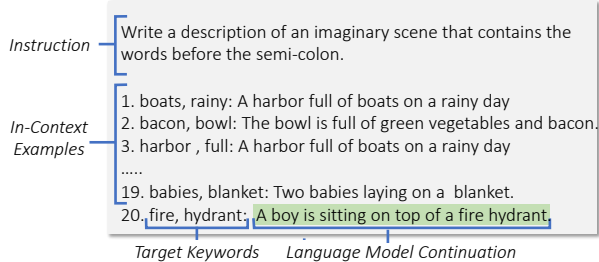 Instruction
Write a description of an imaginary scene that contains the
words before the semi-colon.
In-Context
Examples
1. boats, rainy: A harbor full of boats on a rainy day
2. bacon, bowl: The bowl is full of green vegetables and bacon.
3. harbor , full: A harbor full of boats on a rainy day
.....
19. babies, blanket: Two babies laying on a blanket.
20. fire, hydrant: A boy is sitting on top of a fire hydrant.
Target Keywords
Language Model Continuation